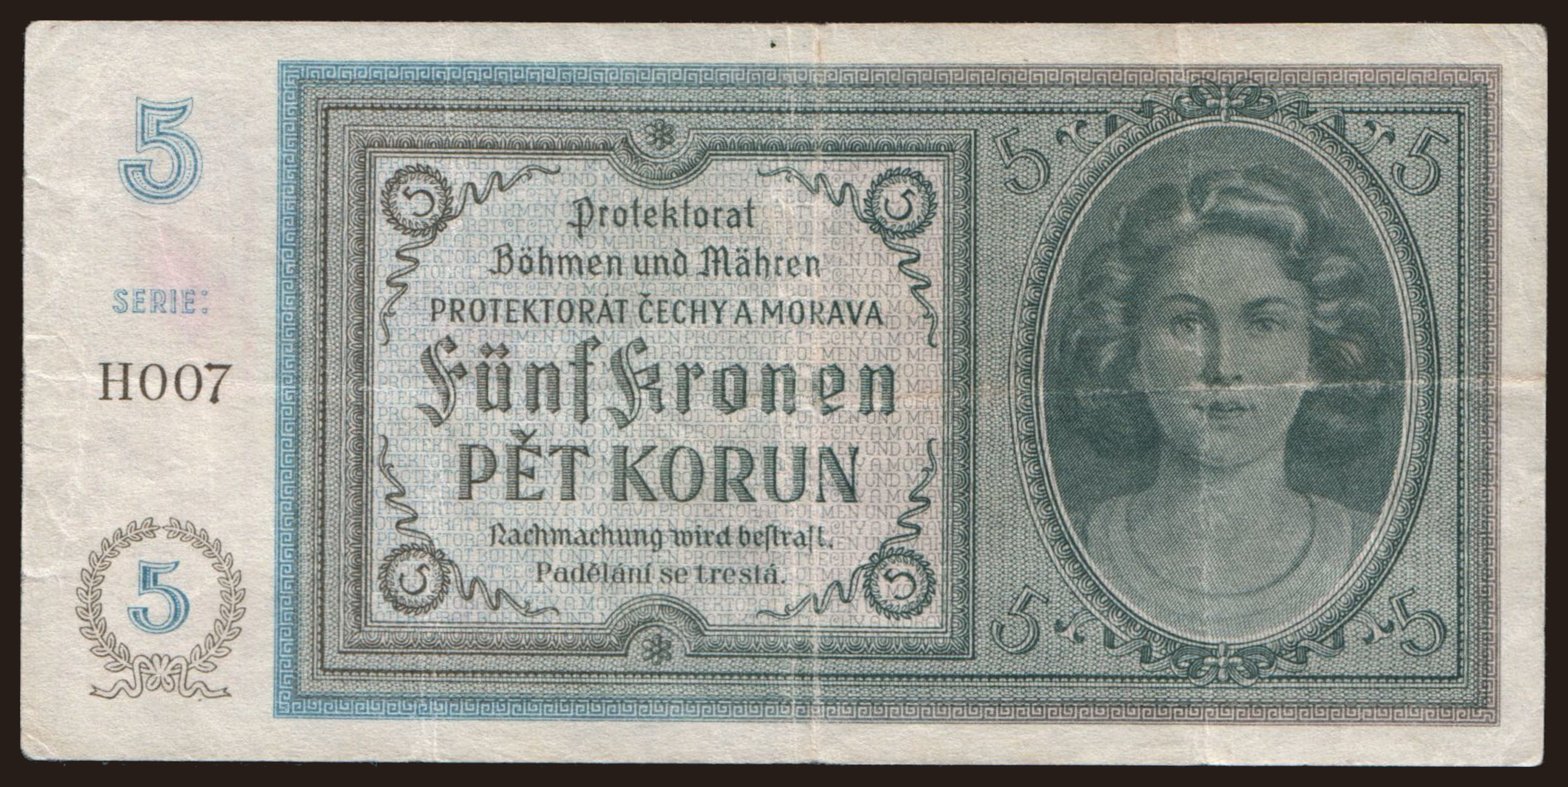 5
SERIE:
H007
5
5 5
Protektorat
Böhmen und Mähren
PROTEKTORÁT ČECHY A MORAVA
Fünf Kronen
PĚT KORUN
Nachmachung wird bestraft.
Padělání se trestá.
5 5
5 5
5 5